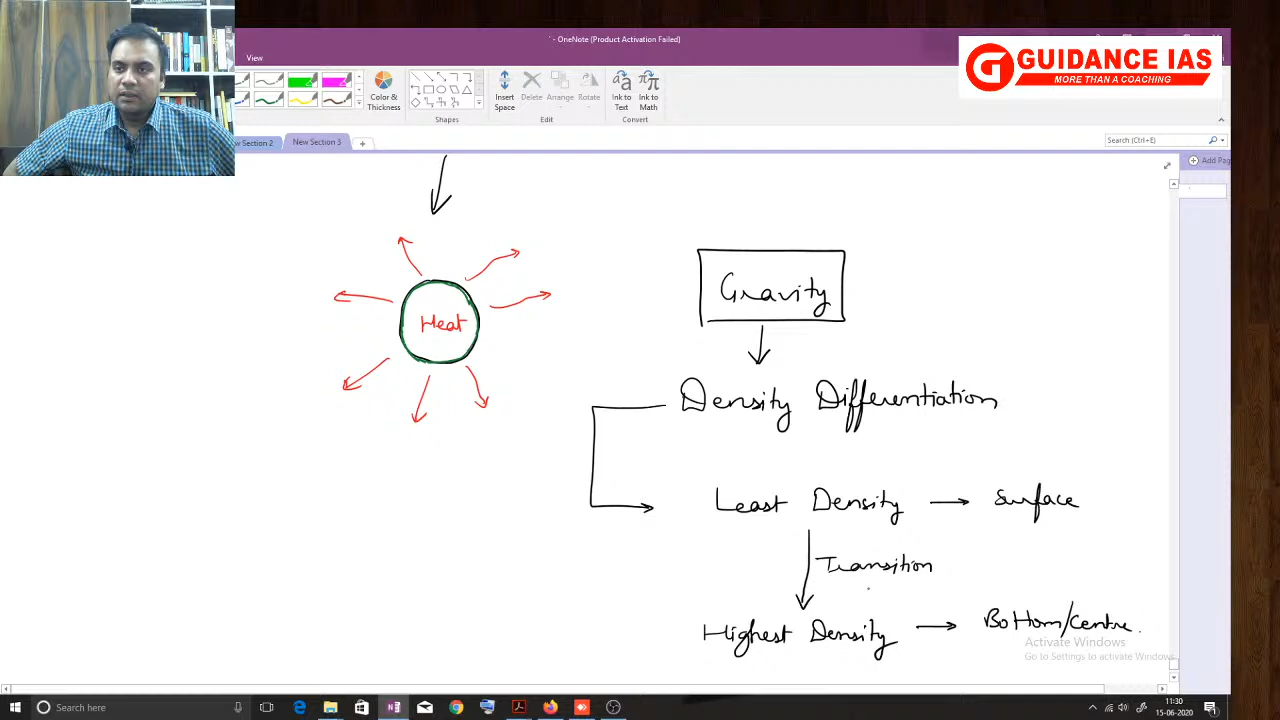 - OneNote (Product Activation Failed)
GUIDANCE IAS
MORE THAN A COACHING
View
Color & Thickness
Insert Space
Delete
Arrange
Rotate
Ink to Text
Ink to Math
Shapes
Edit
Convert
Section 2
New Section 3
Search (Ctrl+E)
Add Pag
Heat
Gravity
Density Differentiation
Least Density → Surface
Transition
Highest Density → Bottom/Centre
Activate Windows
Go to Settings to activate Windows
Search here
11:30
15-06-2020